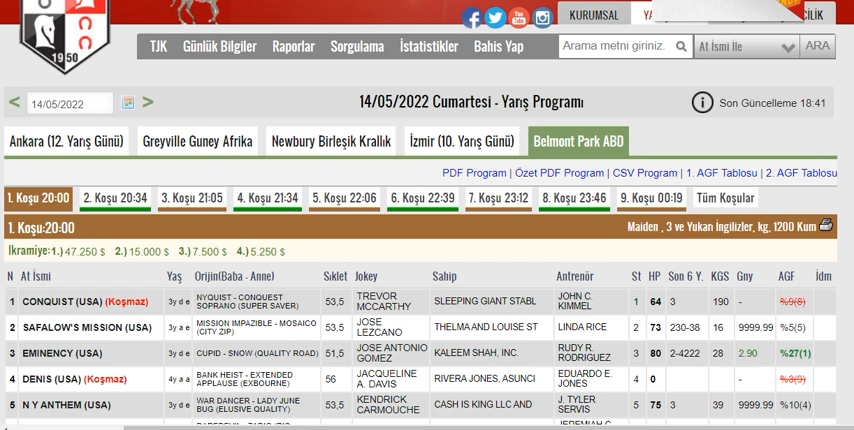 1950
KURUMSAL
TJK Günlük Bilgiler Raporlar Sorgulama İstatistikler Bahis Yap
Arama metni giriniz. At İsmi İle ARA
< 14/05/2022 >
14/05/2022 Cumartesi - Yarış Programı
Son Güncelleme 18:41
Ankara (12. Yarış Günü) Greyville Guney Afrika Newbury Birleşik Krallık İzmir (10. Yarış Günü) Belmont Park ABD
PDF Program | Özet PDF Program | CSV Program | 1. AGF Tablosu | 2. AGF Tablosu
1. Koşu 20:00 2. Koşu 20:34 3. Koşu 21:05 4. Koşu 21:34 5. Koşu 22:06 6. Koşu 22:39 7. Koşu 23:12 8. Koşu 23:46 9. Koşu 00:19 Tüm Koşular
1. Koşu:20:00 Maiden , 3 ve Yukarı İngilizler, kg, 1200 Kum
İkramiye: 1.) 47.250 $ 2.) 15.000 $ 3.) 7.500 $ 4.) 5.250 $
N At İsmi Yaş Orijin(Baba - Anne) Sıklet Jokey Sahip Antrenör St HP Son 6 Y. KGS Gny AGF İdm
1 CONQUIST (USA) (Koşmaz) 3y d e NYQUIST - CONQUEST SOPRANO (SUPER SAVER) 53,5 TREVOR MCCARTHY SLEEPING GIANT STABL JOHN C. KIMMEL 1 64 3 190 - %9(8)
2 SAFALOW'S MISSION (USA) 3y a e MISSION IMPAZIBLE - MOSAICO (CITY ZIP) 53,5 JOSE LEZCANO THELMA AND LOUISE ST LINDA RICE 2 73 230-38 16 9999.99 %5(5)
3 EMINENCY (USA) 3y d e CUPID - SNOW (QUALITY ROAD) 51,5 JOSE ANTONIO GOMEZ KALEEM SHAH, INC. RUDY R. RODRIGUEZ 3 80 2-4222 28 2.90 %27(1)
4 DENIS (USA) (Koşmaz) 4y a a BANK HEIST - EXTENDED APPLAUSE (EXBOURNE) 56 JACQUELINE A. DAVIS RIVERA JONES, ASUNCI EDUARDO E. JONES 4 0 - %3(9)
5 N Y ANTHEM (USA) 3y d e WAR DANCER - LADY JUNE BUG (ELUSIVE QUALITY) 53,5 KENDRICK CARMOUCHE CASH IS KING LLC AND J. TYLER SERVIS 5 75 3 39 9999.99 %10(4)